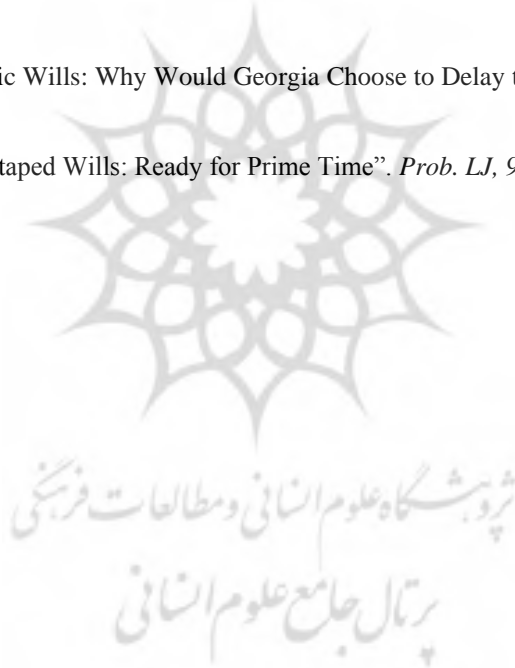 ic Wills: Why Would Georgia Choose to Delay t
taped Wills: Ready for Prime Time”. Prob. LJ, 9
پژوهشگاه علوم انسانی و مطالعات فرهنگی
پرتال جامع علوم انسانی